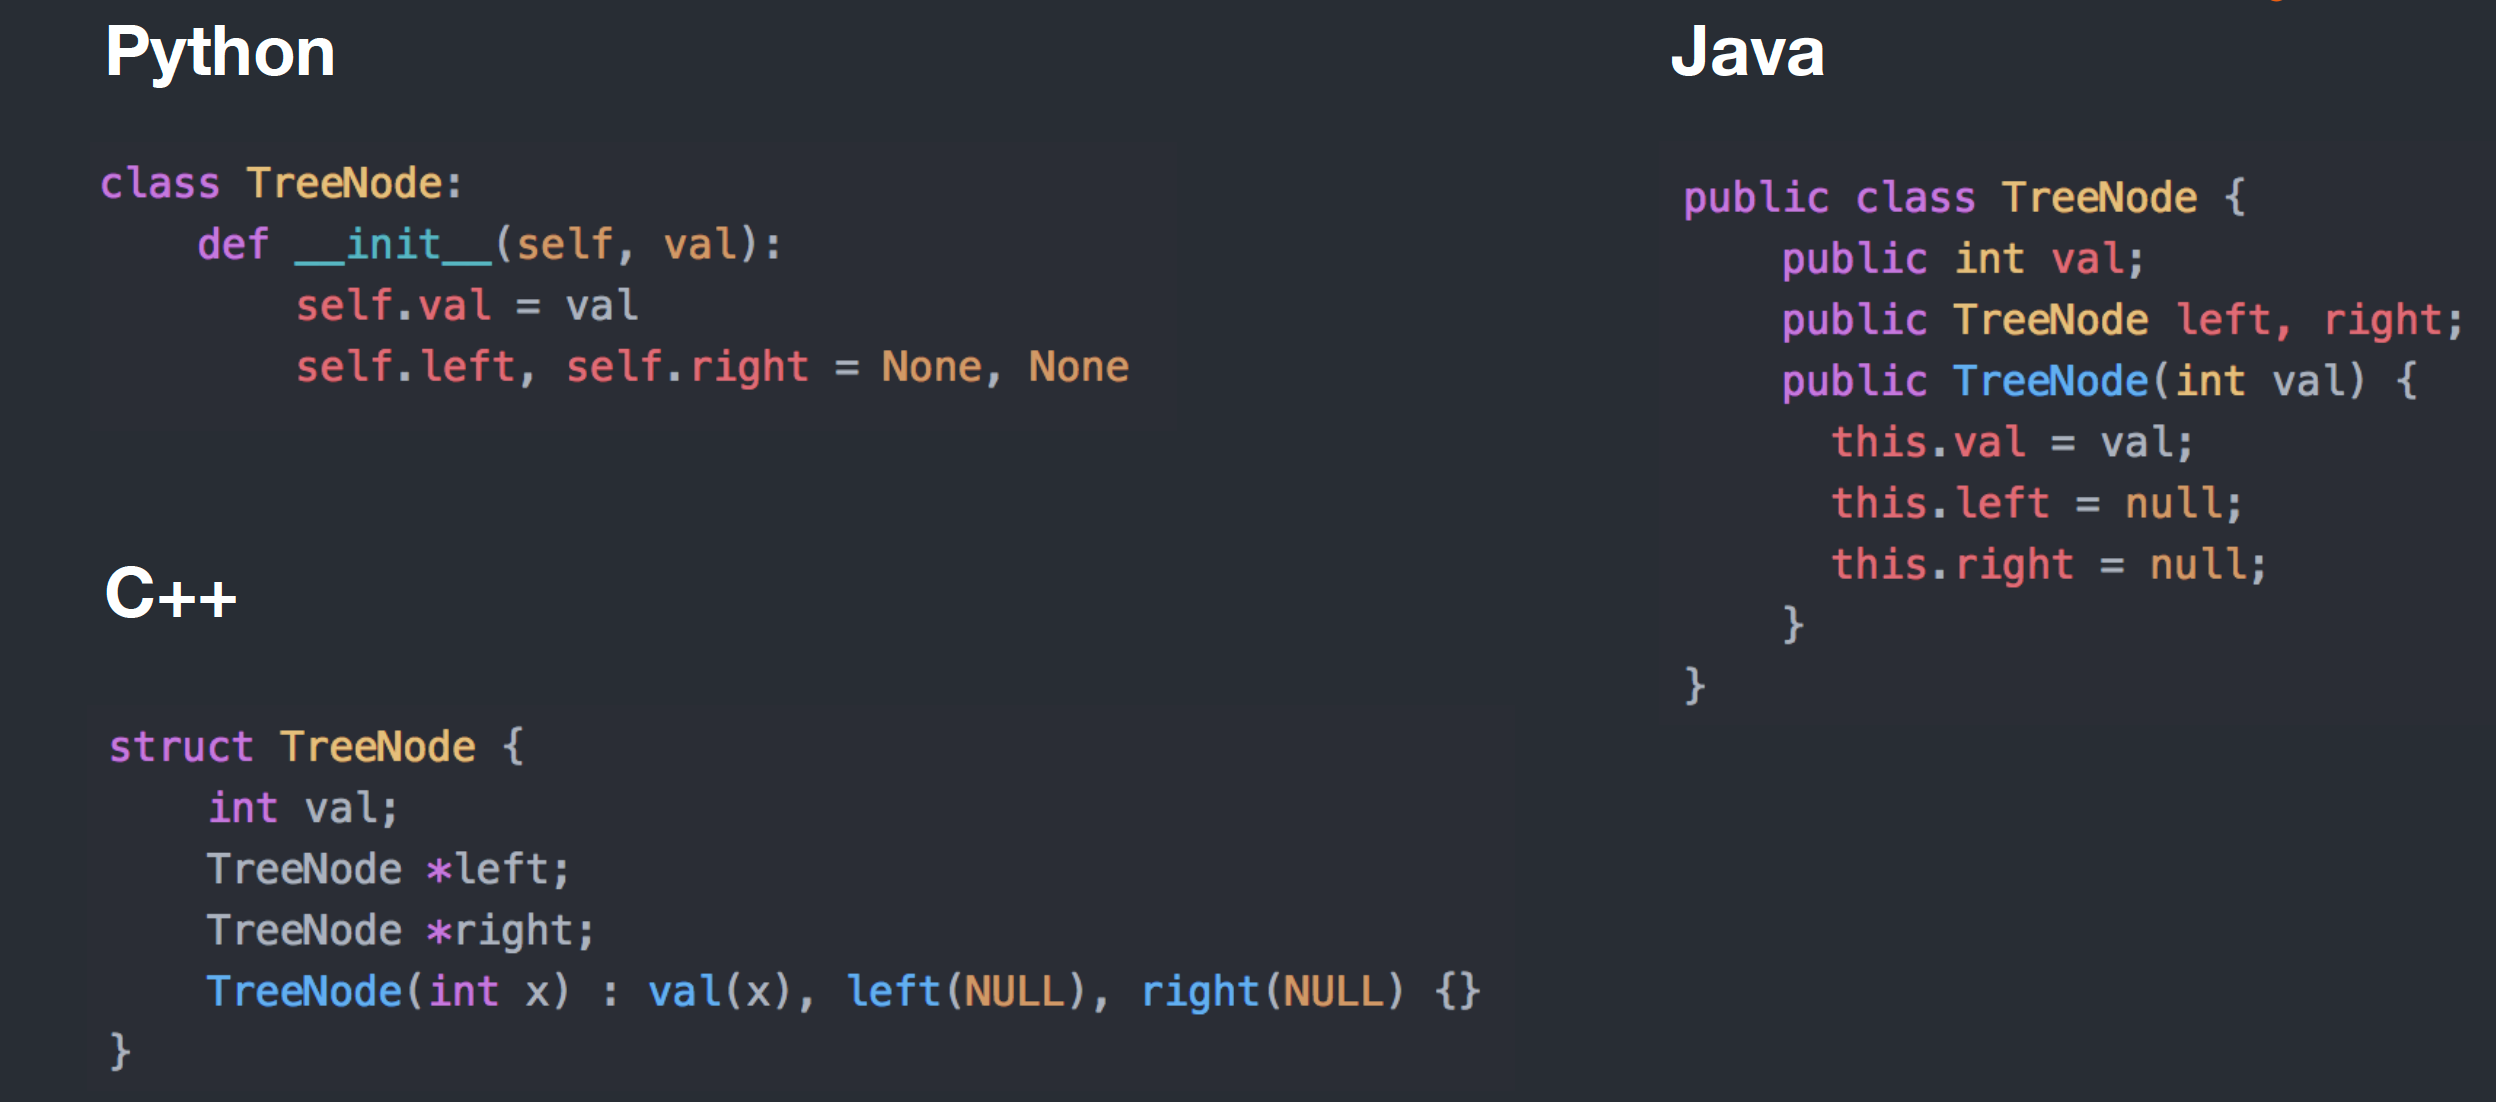 Python
class TreeNode:
    def __init__(self, val):
        self.val = val
        self.left, self.right = None, None
C++
struct TreeNode {
    int val;
    TreeNode *left;
    TreeNode *right;
    TreeNode(int x) : val(x), left(NULL), right(NULL) {}
}
Java
public class TreeNode {
    public int val;
    public TreeNode left, right;
    public TreeNode(int val) {
      this.val = val;
      this.left = null;
      this.right = null;
    }
}